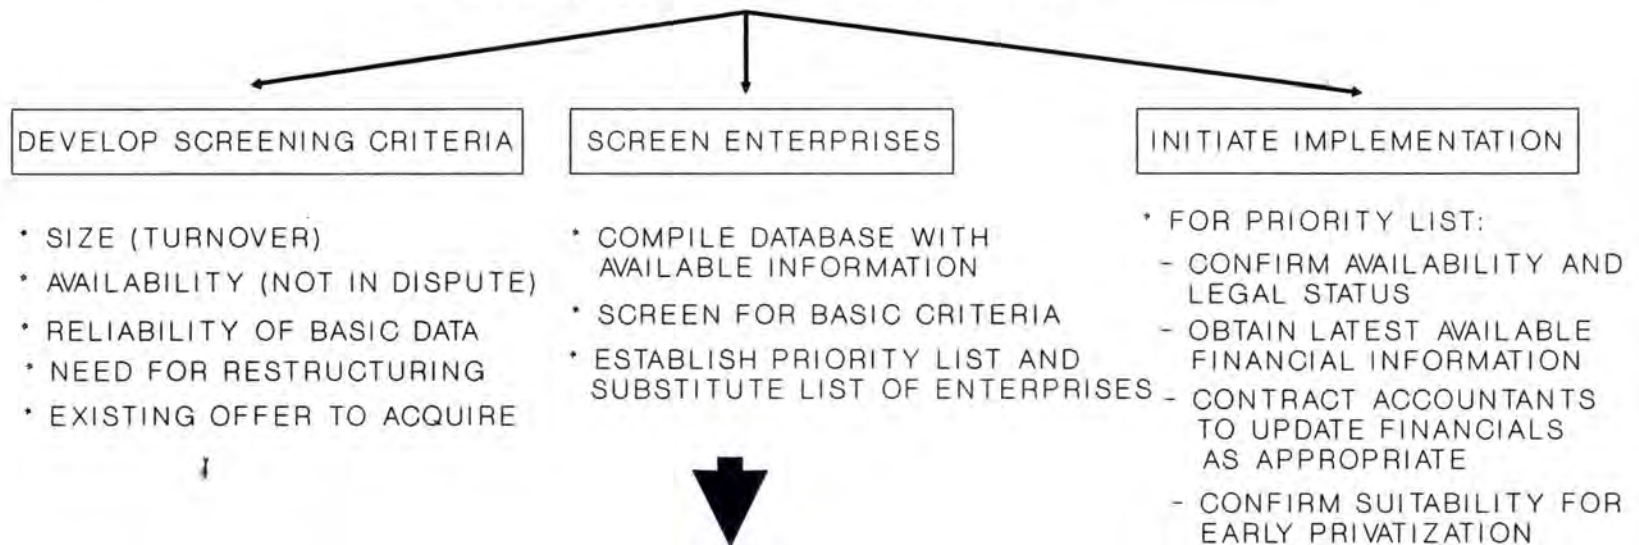 DEVELOP SCREENING CRITERIA
* SIZE (TURNOVER)
* AVAILABILITY (NOT IN DISPUTE)
* RELIABILITY OF BASIC DATA
* NEED FOR RESTRUCTURING
* EXISTING OFFER TO ACQUIRE
SCREEN ENTERPRISES
* COMPILE DATABASE WITH
AVAILABLE INFORMATION
* SCREEN FOR BASIC CRITERIA
* ESTABLISH PRIORITY LIST AND
SUBSTITUTE LIST OF ENTERPRISES
INITIATE IMPLEMENTATION
* FOR PRIORITY LIST:
- CONFIRM AVAILABILITY AND
LEGAL STATUS
- OBTAIN LATEST AVAILABLE
FINANCIAL INFORMATION
- CONTRACT ACCOUNTANTS
TO UPDATE FINANCIALS
AS APPROPRIATE
- CONFIRM SUITABILITY FOR
EARLY PRIVATIZATION